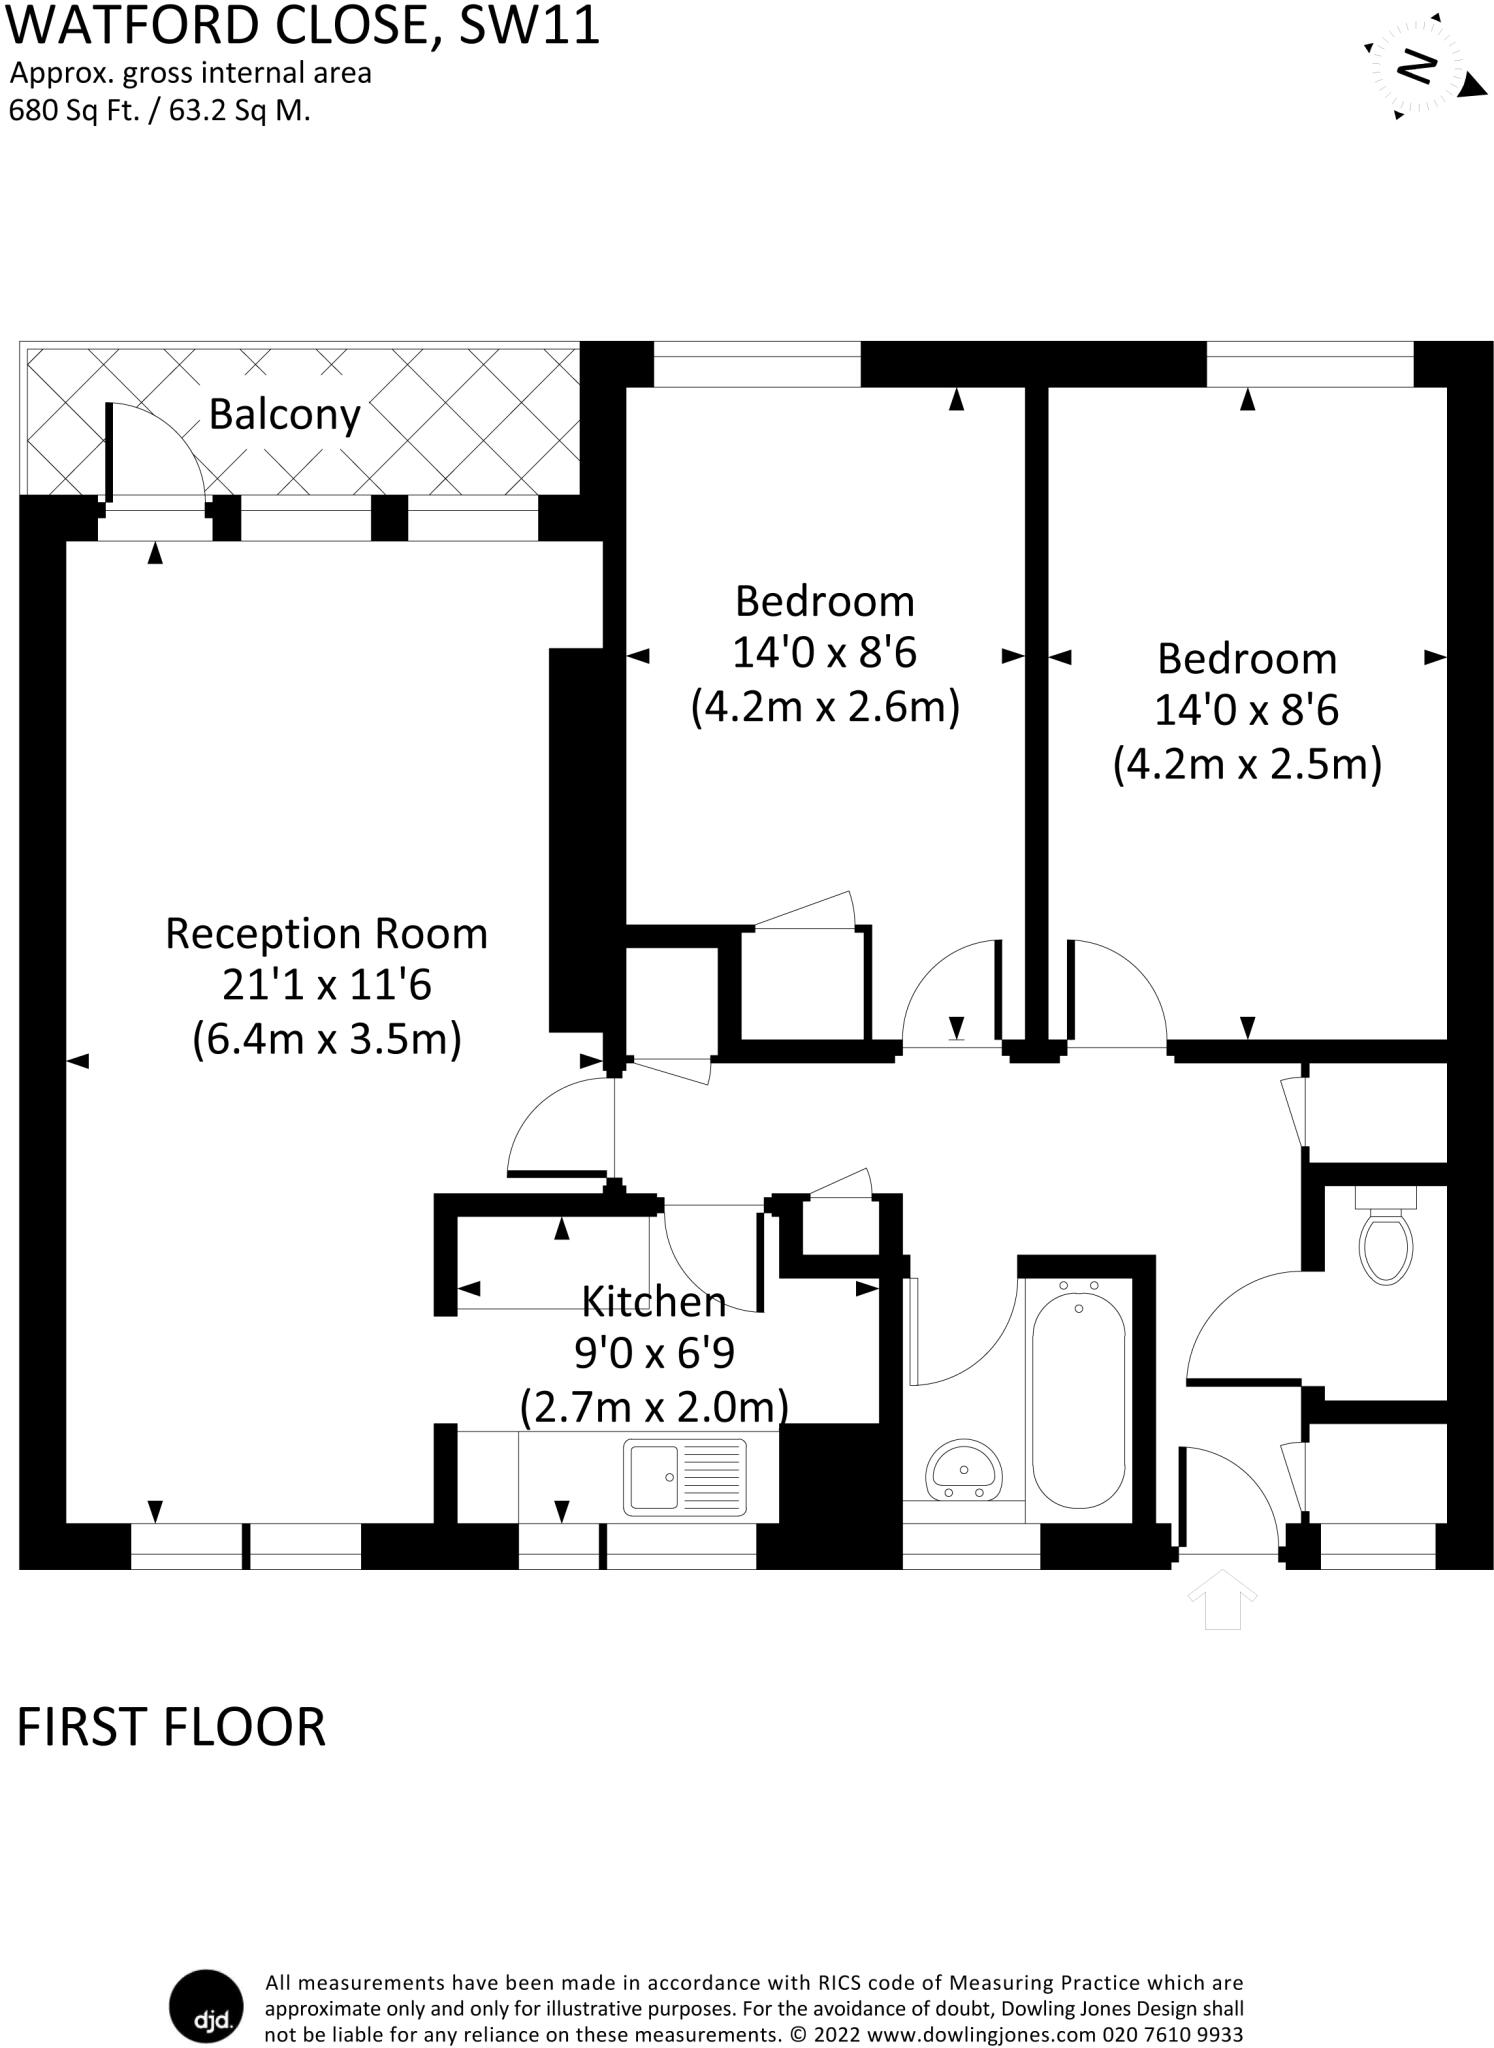 WATFORD CLOSE, SW11
Approx. gross internal area
680 Sq Ft. / 63.2 Sq M.
N
Balcony
Bedroom
14'0 x 8'6
(4.2m x 2.6m)
Bedroom
14'0 x 8'6
(4.2m x 2.5m)
Reception Room
21'1 x 11'6
(6.4m x 3.5m)
Kitchen
9'0 x 6'9
(2.7m x 2.0m)
FIRST FLOOR
djd.
All measurements have been made in accordance with RICS code of Measuring Practice which are
approximate only and only for illustrative purposes. For the avoidance of doubt, Dowling Jones Design shall
not be liable for any reliance on these measurements. © 2022 www.dowlingjones.com 020 7610 9933